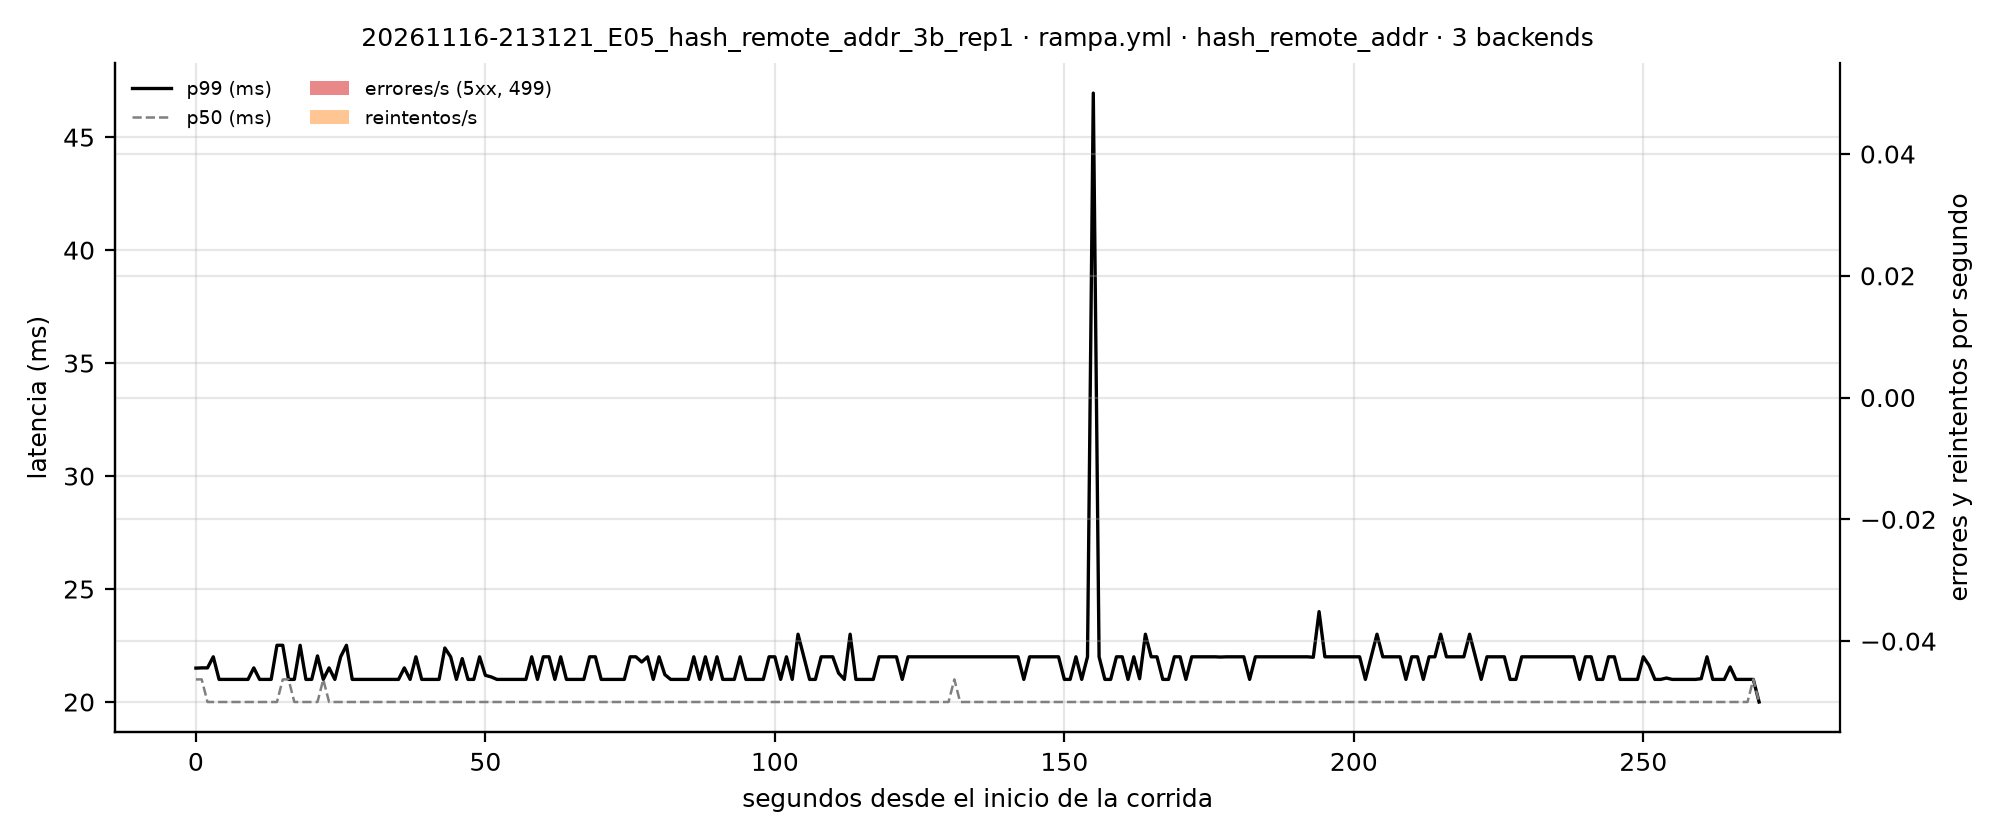 20261116-213121_E05_hash_remote_addr_3b_rep1 · rampa.yml · hash_remote_addr · 3 backends
p99 (ms)
p50 (ms)
errores/s (5xx, 499)
reintentos/s
latencia (ms)
45
40
35
30
25
20
0.04
0.02
0.00
−0.02
−0.04
errores y reintentos por segundo
0
50
100
150
200
250
segundos desde el inicio de la corrida